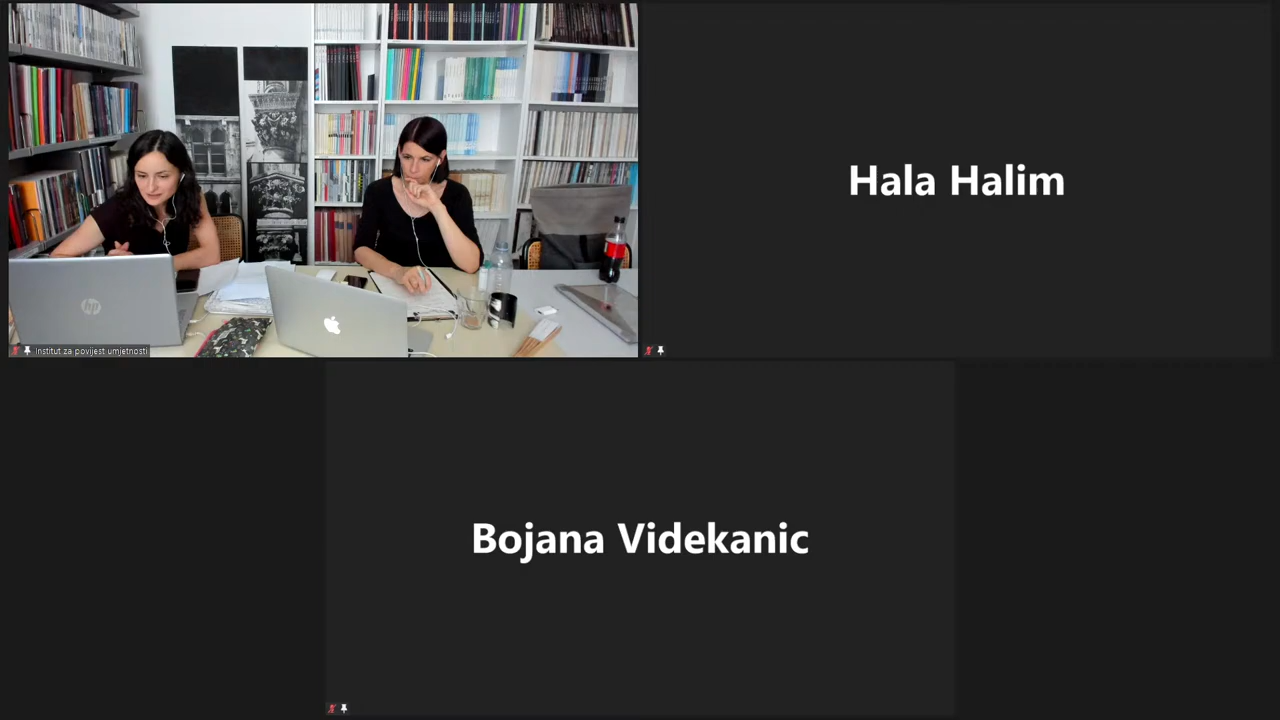 hp
Institut za povijest umjetnosti
Hala Halim
Bojana Videkanic